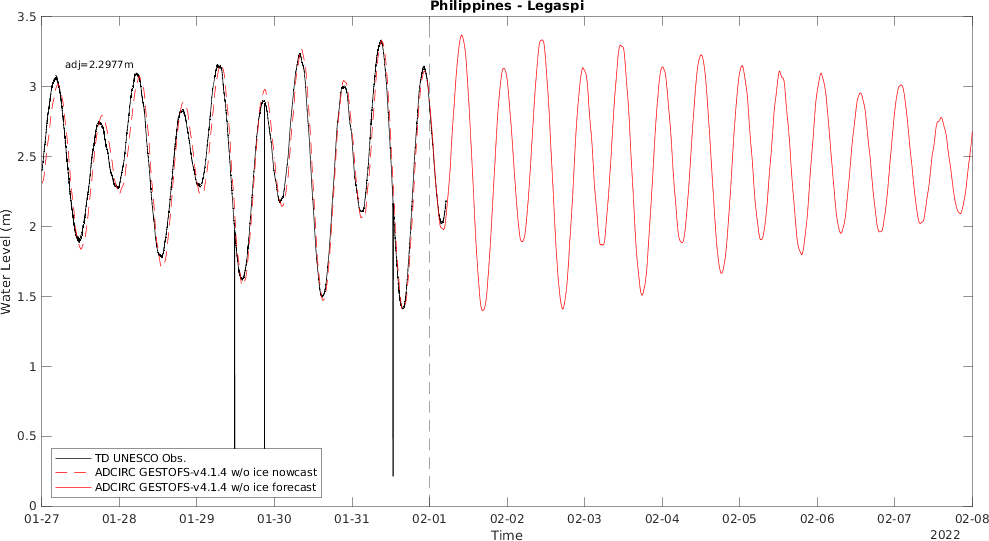 Philippines - Legaspi
adj=2.2977m
Water Level (m)
3.5
3
2.5
2
1.5
1
0.5
0
TD UNESCO Obs.
ADCIRC GESTOFS-v4.1.4 w/o ice nowcast
ADCIRC GESTOFS-v4.1.4 w/o ice forecast
01-27 01-28 01-29 01-30 01-31 02-01 02-02 02-03 02-04 02-05 02-06 02-07 02-08
Time
2022